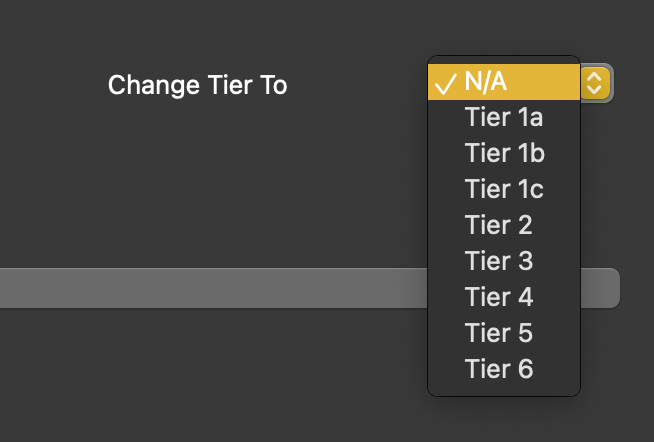 Change Tier To
N/A
Tier 1a
Tier 1b
Tier 1c
Tier 2
Tier 3
Tier 4
Tier 5
Tier 6